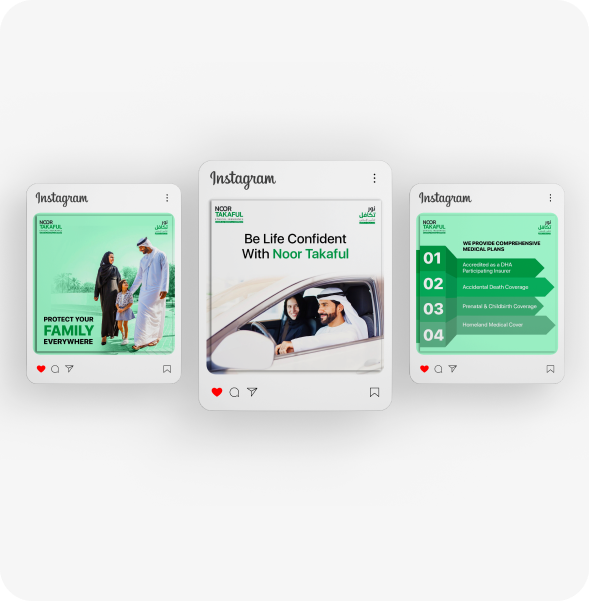 Instagram
NOOR
TAKAFUL
نور
تكافل
PROTECT YOUR
FAMILY
EVERYWHERE
Instagram
NOOR
TAKAFUL
نور
تكافل
Be Life Confident
With Noor Takaful
Instagram
NOOR
TAKAFUL
نور
تكافل
WE PROVIDE COMPREHENSIVE
MEDICAL PLANS
01
Accredited as a DHA
Participating Insurer
02
Accidental Death Coverage
03
Prenatal & Childbirth Coverage
04
Homeland Medical Cover